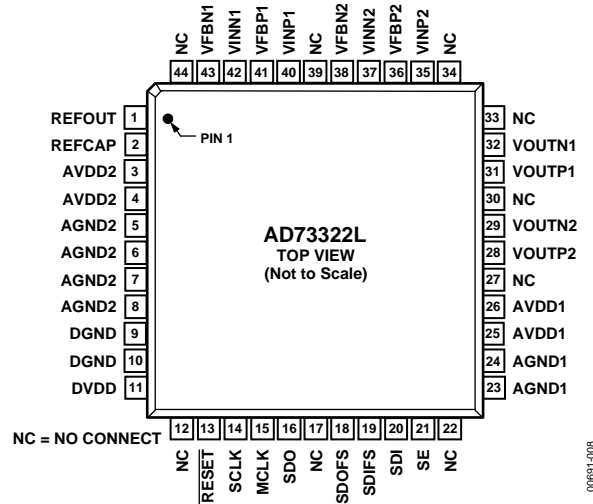 NC VFBN1 VINN1 VFBP1 VINP1 NC VFBN2 VINN2 VFBP2 VINP2 NC
44 43 42 41 40 39 38 37 36 35 34
REFOUT 1
REFCAP 2
AVDD2 3
AVDD2 4
AGND2 5
AGND2 6
AGND2 7
AGND2 8
DGND 9
DGND 10
DVDD 11
PIN 1
AD73322L
TOP VIEW
(Not to Scale)
33 NC
32 VOUTN1
31 VOUTP1
30 NC
29 VOUTN2
28 VOUTP2
27 NC
26 AVDD1
25 AVDD1
24 AGND1
23 AGND1
12 13 14 15 16 17 18 19 20 21 22
NC RESET SCLK MCLK SDO NC SDOFS SDIFS SDI SE NC
NC = NO CONNECT
00691-008